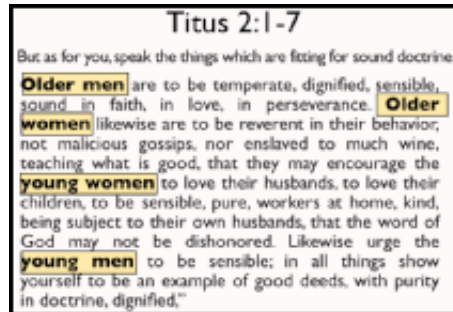 Titus 2:1-7
But as for you, speak the things which are fitting for sound doctrine.
Older men are to be temperate, dignified, sensible,
sound in faith, in love, in perseverance. Older
women likewise are to be reverent in their behavior,
not malicious gossips, nor enslaved to much wine,
teaching what is good, that they may encourage the
young women to love their husbands, to love their
children, to be sensible, pure, workers at home, kind,
being subject to their own husbands, that the word of
God may not be dishonored. Likewise urge the
young men to be sensible; in all things show
yourself to be an example of good deeds, with purity
in doctrine, dignified,"